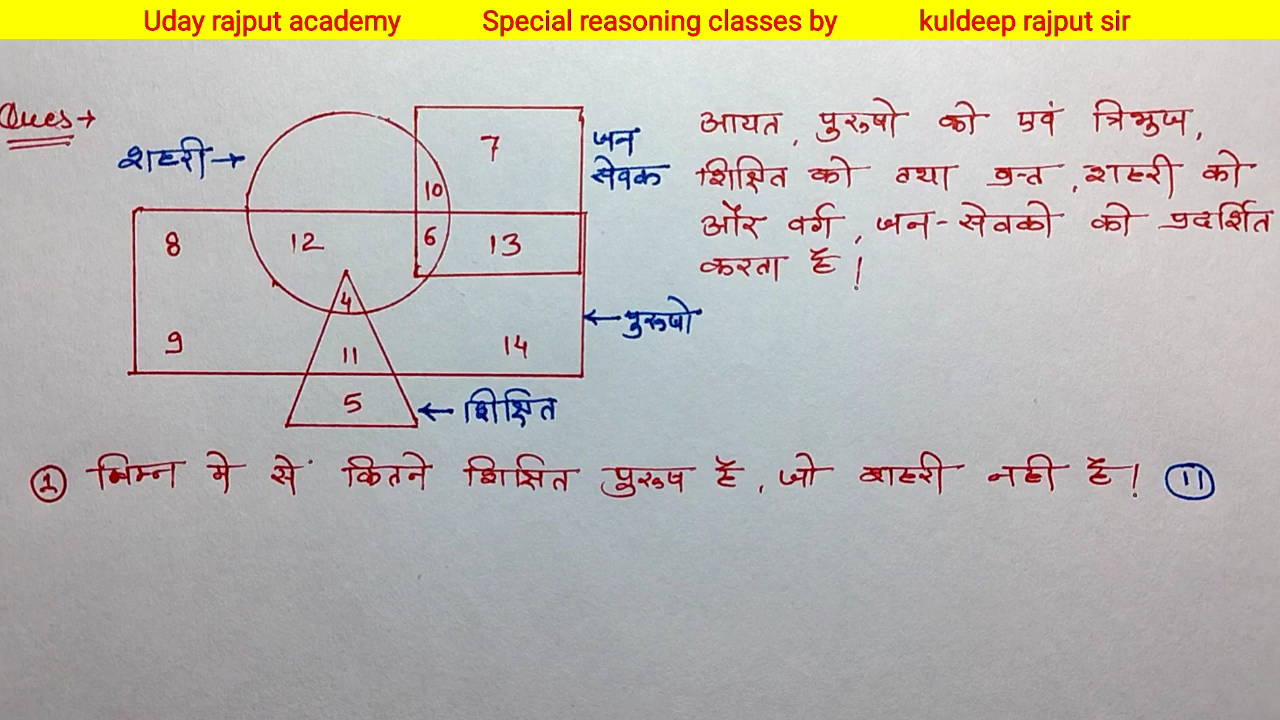 Uday rajput academy Special reasoning classes by kuldeep rajput sir
Ques →
शहरी →
7
जन
सेवक
10
8
12
6
13
4
9
11
14
← पुरूषो
5
← शिक्षित
आयत, पुरूषो को एवं त्रिभुज,
शिक्षित को तथा व्रन्त, शहरी को
और वर्ग, जन-सेवको को प्रदर्शित
करता है।
① निम्न मे से कितने शिक्षित पुरूष है, जो शहरी नही है। ⑪